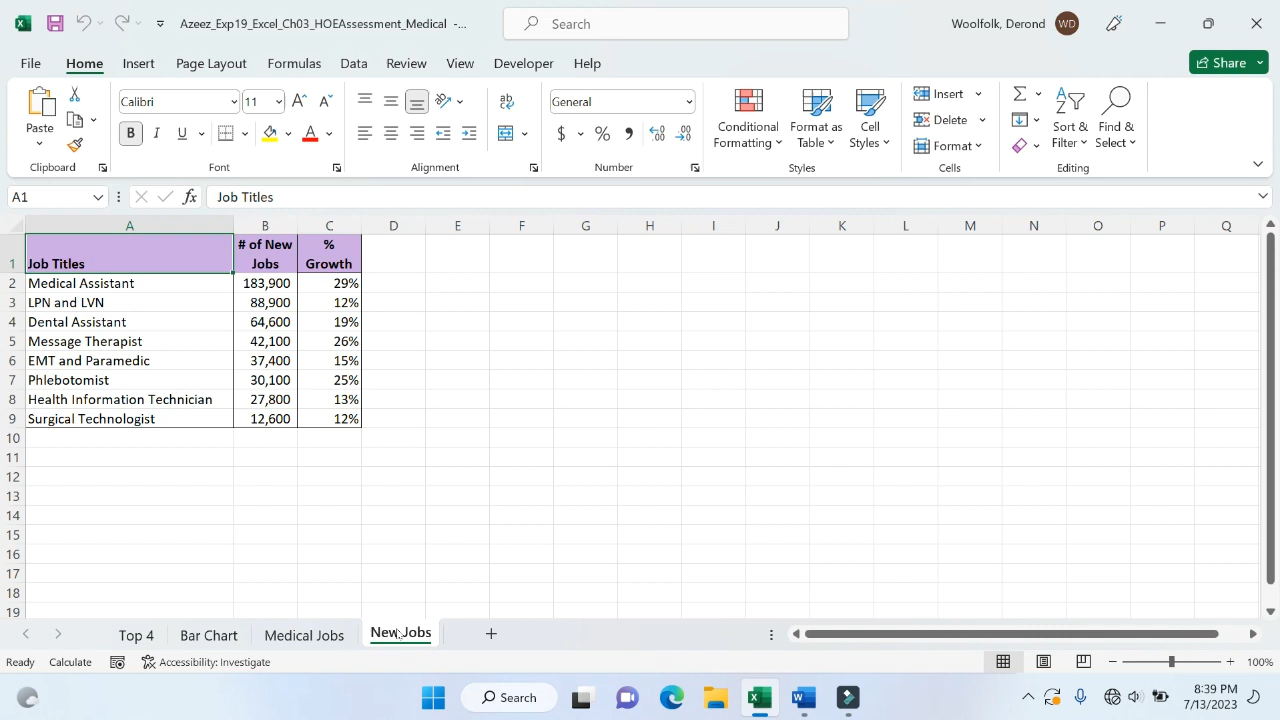 Azeez_Exp19_Excel_Ch03_HOEAssessment_Medical -...
Search
Woolfolk, Derond
WD
File
Home
Insert
Page Layout
Formulas
Data
Review
View
Developer
Help
Share
Paste
Clipboard
Calibri
11
B
I
U
A
Font
ab
Alignment
General
$
%
Number
Conditional
Formatting
Format as
Table
Cell
Styles
Styles
Insert
Delete
Format
Cells
Sort &
Filter
Find &
Select
Editing
A1
fx
Job Titles
A B C D E F G H I J K L M N O P Q
1 Job Titles # of New Jobs % Growth
2 Medical Assistant 183,900 29%
3 LPN and LVN 88,900 12%
4 Dental Assistant 64,600 19%
5 Message Therapist 42,100 26%
6 EMT and Paramedic 37,400 15%
7 Phlebotomist 30,100 25%
8 Health Information Technician 27,800 13%
9 Surgical Technologist 12,600 12%
10
11
12
13
14
15
16
17
18
19
Top 4
Bar Chart
Medical Jobs
New Jobs
Ready
Calculate
Accessibility: Investigate
100%
Search
8:39 PM
7/13/2023